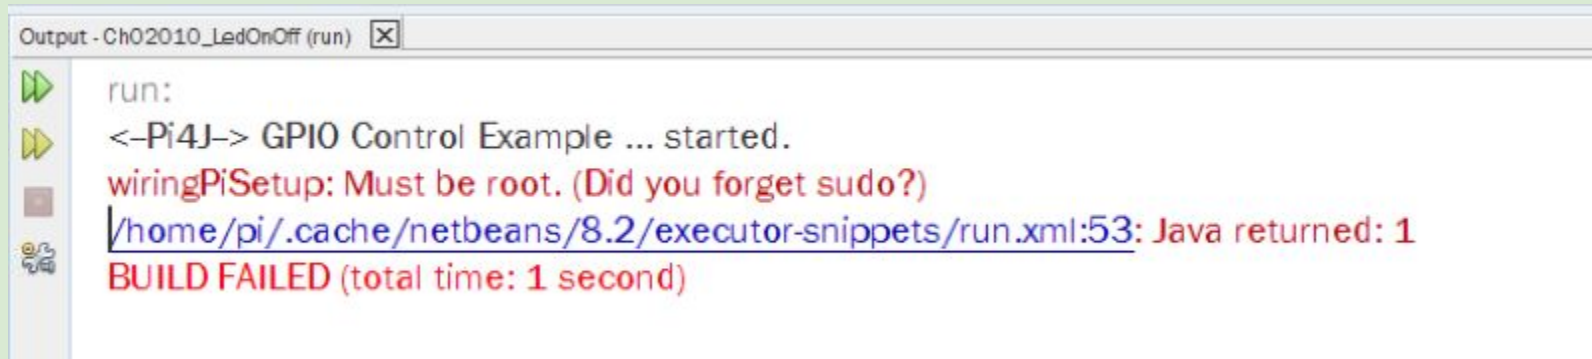 Output - Ch02010_LedOnOff (run)
run:
<--Pi4J--> GPIO Control Example ... started.
wiringPiSetup: Must be root. (Did you forget sudo?)
/home/pi/.cache/netbeans/8.2/executor-snippets/run.xml:53: Java returned: 1
BUILD FAILED (total time: 1 second)